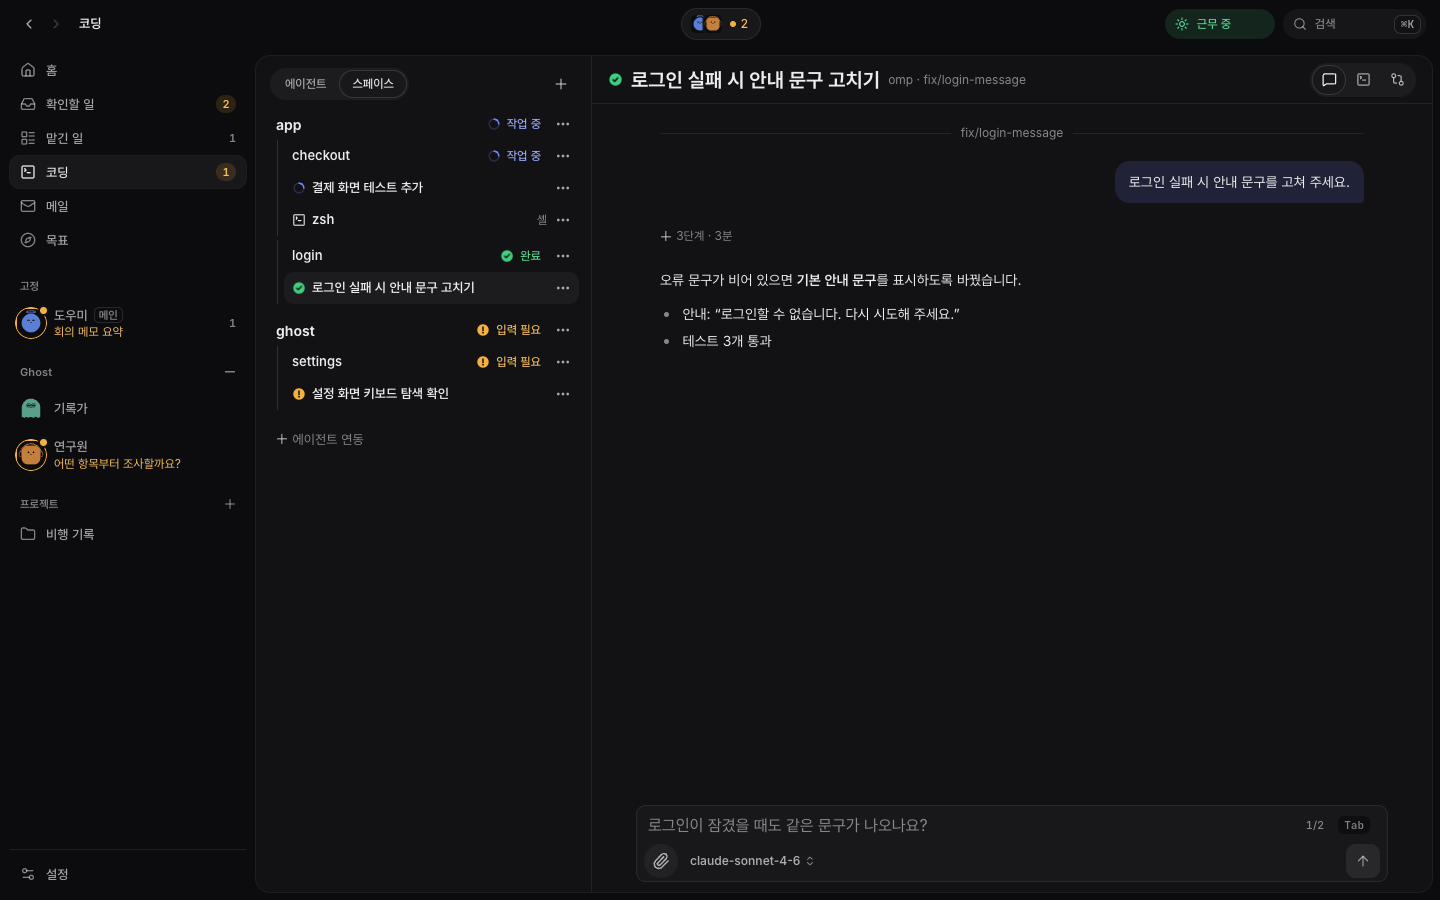 코딩
2
근무 중
검색
⌘K
홈
확인할 일
2
맡긴 일
1
코딩
1
메일
목표
고정
도우미
메인
회의 메모 요약
1
Ghost
기록가
연구원
어떤 항목부터 조사할까요?
프로젝트
비행 기록
설정
에이전트
스페이스
app
작업 중
checkout
작업 중
결제 화면 테스트 추가
zsh
셸
login
완료
로그인 실패 시 안내 문구 고치기
ghost
입력 필요
settings
입력 필요
설정 화면 키보드 탐색 확인
에이전트 연동
로그인 실패 시 안내 문구 고치기
omp · fix/login-message
fix/login-message
로그인 실패 시 안내 문구를 고쳐 주세요.
3단계 · 3분
오류 문구가 비어 있으면 기본 안내 문구를 표시하도록 바꿨습니다.
안내: “로그인할 수 없습니다. 다시 시도해 주세요.”
테스트 3개 통과
로그인이 잠겼을 때도 같은 문구가 나오나요?
1/2
Tab
claude-sonnet-4-6